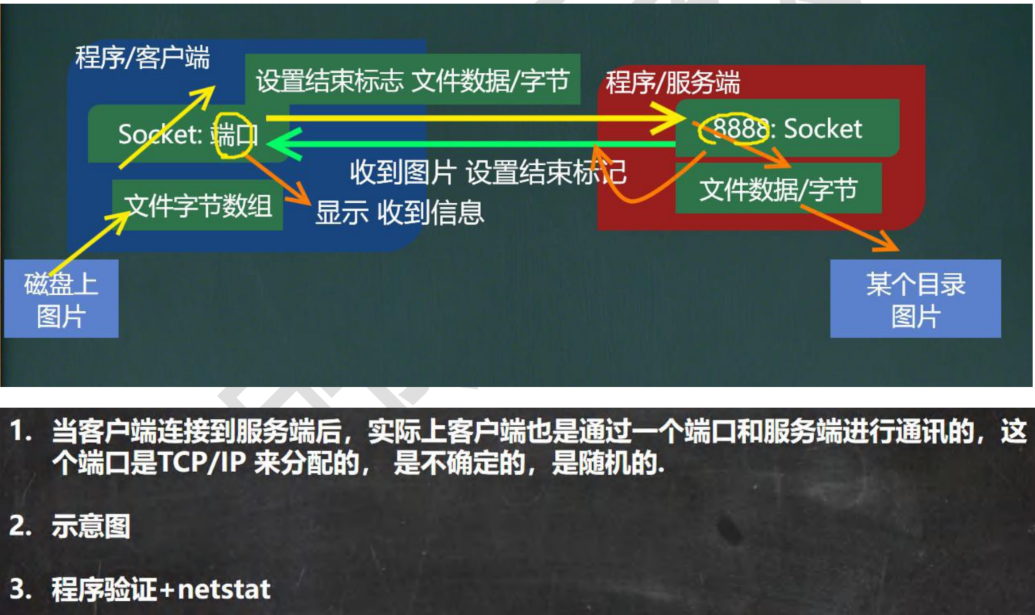 程序/客户端
设置结束标志 文件数据/字节
程序/服务端
Socket: 端口
8888: Socket
收到图片 设置结束标记
文件字节数组
显示 收到信息
文件数据/字节
磁盘上
图片
某个目录
图片
1. 当客户端连接到服务端后，实际上客户端也是通过一个端口和服务端进行通讯的，这
个端口是TCP/IP 来分配的， 是不确定的，是随机的.
2. 示意图
3. 程序验证+netstat